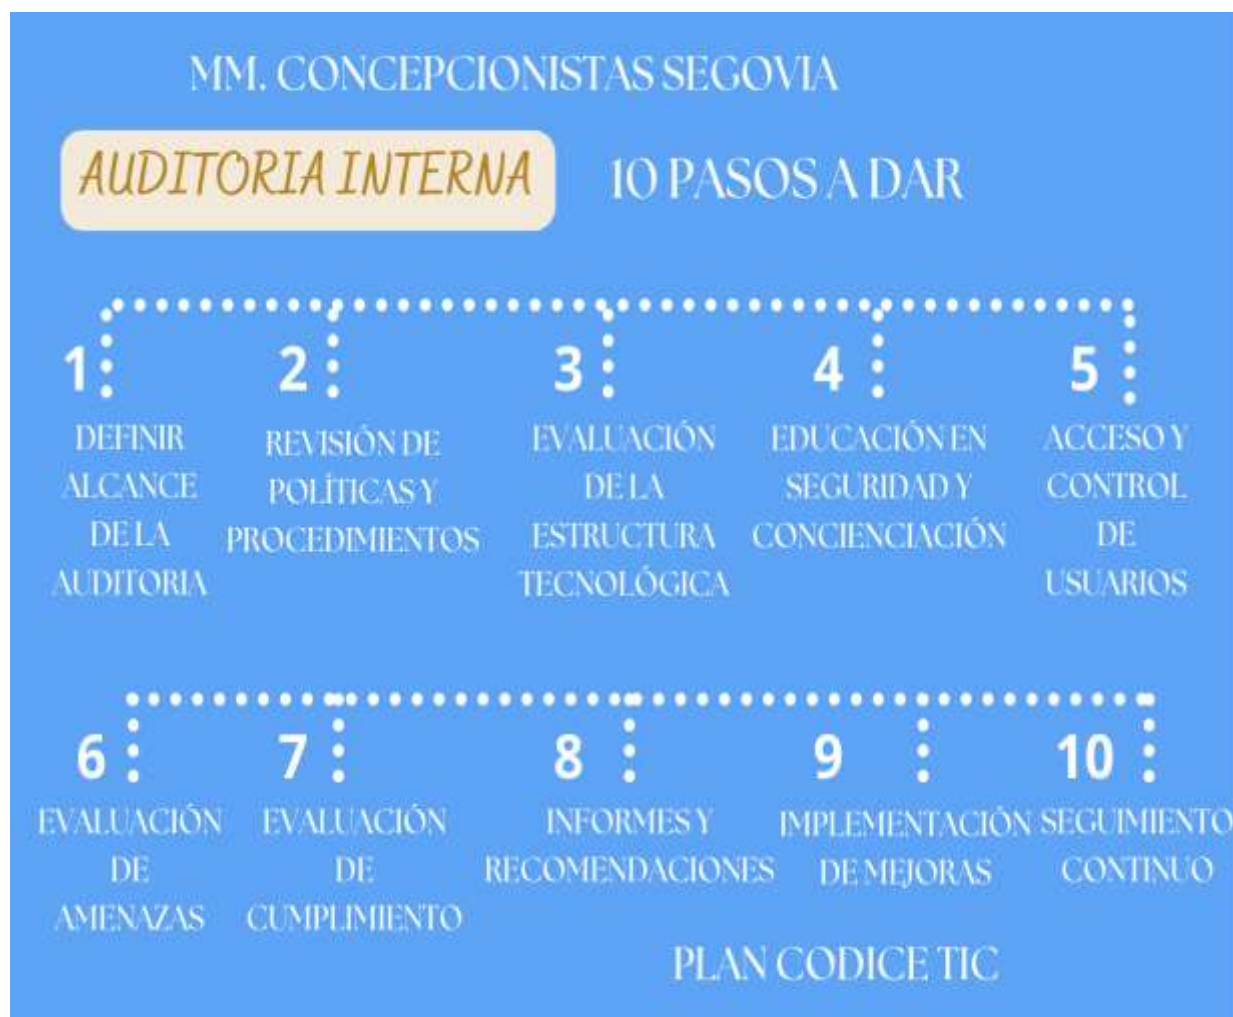 MM. CONCEPCIONISTAS SEGOVIA
AUDITORIA INTERNA
10 PASOS A DAR
1
DEFINIR
ALCANCE
DE LA
AUDITORIA
2
REVISIÓN DE
POLÍTICAS Y
PROCEDIMIENTOS
3
EVALUACIÓN
DE LA
ESTRUCTURA
TECNOLÓGICA
4
EDUCACIÓN EN
SEGURIDAD Y
CONCIENCIACIÓN
5
ACCESO Y
CONTROL
DE
USUARIOS
6
EVALUACIÓN
DE
AMENAZAS
7
EVALUACIÓN
DE
CUMPLIMIENTO
8
INFORMES Y
RECOMENDACIONES
9
IMPLEMENTACIÓN
DE MEJORAS
10
SEGUIMIENTO
CONTINUO
PLAN CODICE TIC